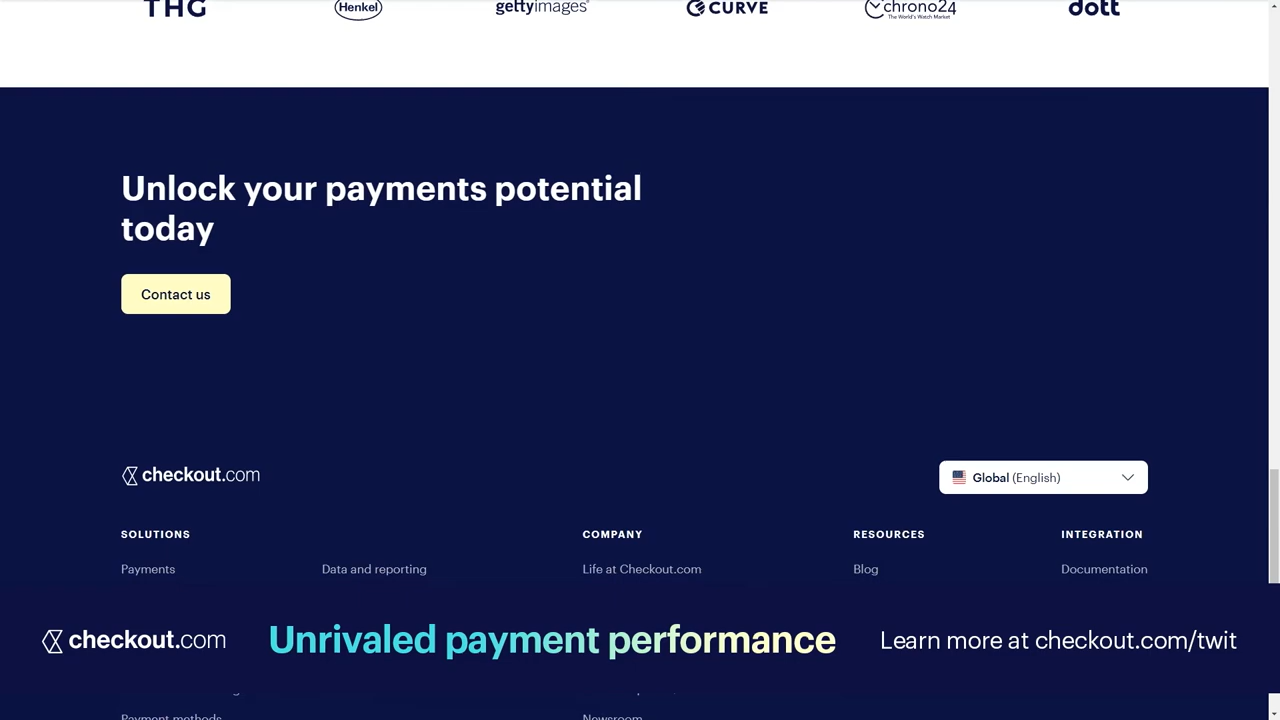 THG
Henkel
gettyimages®
CURVE
chrono24
The World's Watch Market
dott
Unlock your payments potential
today
Contact us
checkout.com
Global (English)
SOLUTIONS
COMPANY
RESOURCES
INTEGRATION
Payments
Data and reporting
Life at Checkout.com
Blog
Documentation
checkout.com
Unrivaled payment performance
Learn more at checkout.com/twit
Payment methods
Newsroom